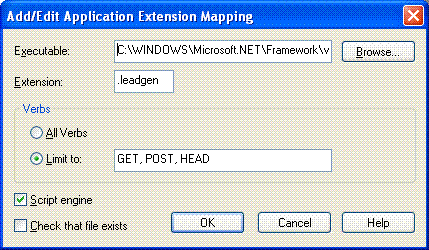 Add/Edit Application Extension Mapping
Executable: C:\WINDOWS\Microsoft.NET\Framework\v Browse...
Extension: .leadgen
Verbs
All Verbs
Limit to: GET, POST, HEAD
Script engine
Check that file exists OK Cancel Help